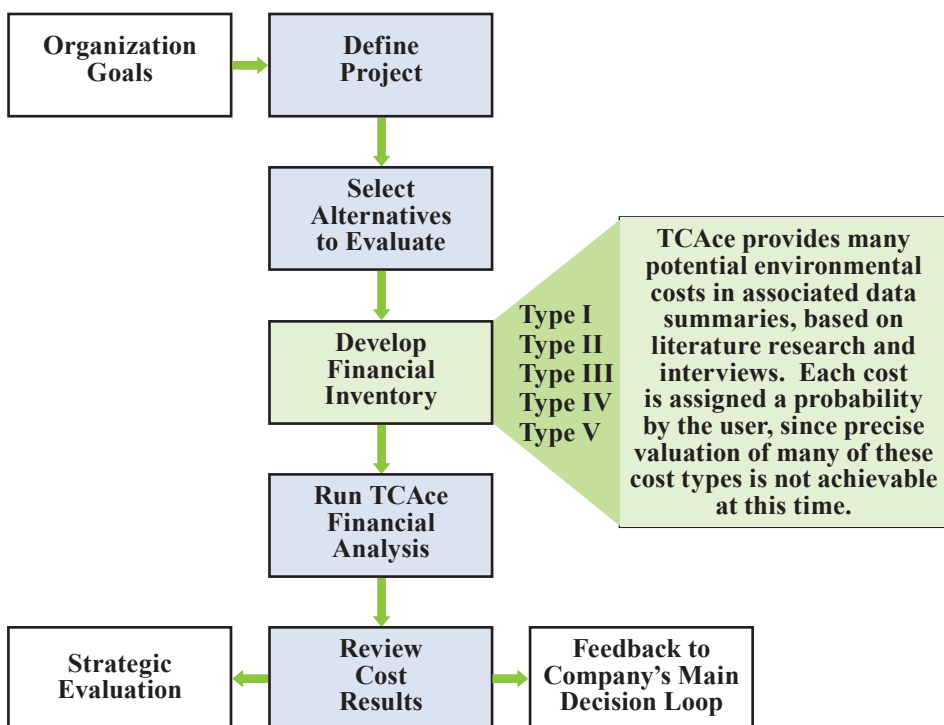 Organization
Goals
Define
Project
Select
Alternatives
to Evaluate
Develop
Financial
Inventory
Type I
Type II
Type III
Type IV
Type V
TCAce provides many
potential environmental
costs in associated data
summaries, based on
literature research and
interviews.  Each cost
is assigned a probability
by the user, since precise
valuation of many of these
cost types is not achievable
at this time.
Run TCAce
Financial
Analysis
Strategic
Evaluation
Review
Cost
Results
Feedback to
Company’s Main
Decision Loop